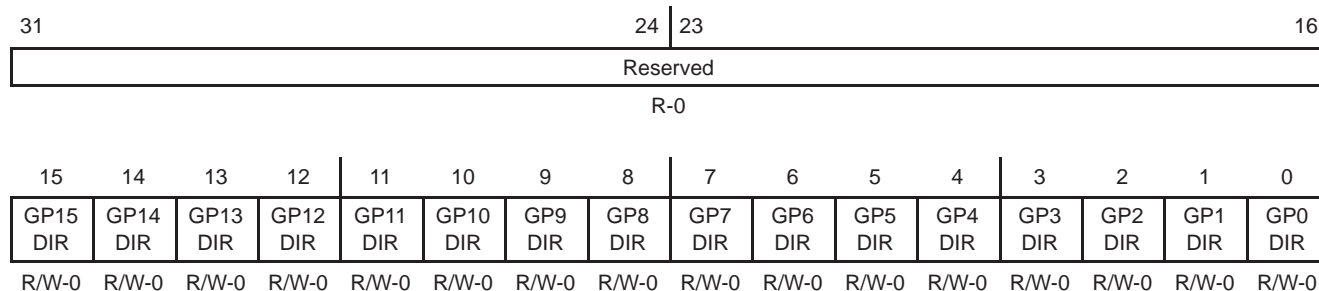 31 24 23 16
Reserved
R-0
15 14 13 12 11 10 9 8 7 6 5 4 3 2 1 0
GP15 GP14 GP13 GP12 GP11 GP10 GP9 GP8 GP7 GP6 GP5 GP4 GP3 GP2 GP1 GP0
DIR DIR DIR DIR DIR DIR DIR DIR DIR DIR DIR DIR DIR DIR DIR DIR
R/W-0 R/W-0 R/W-0 R/W-0 R/W-0 R/W-0 R/W-0 R/W-0 R/W-0 R/W-0 R/W-0 R/W-0 R/W-0 R/W-0 R/W-0 R/W-0